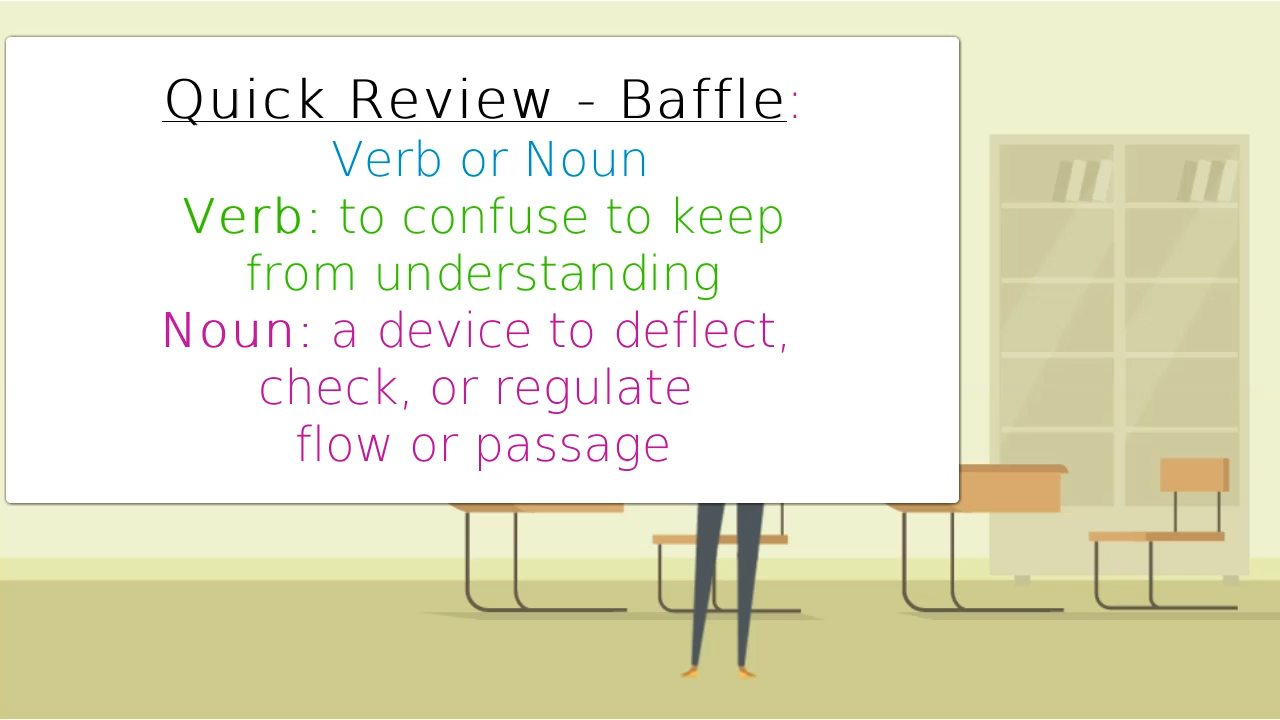 Quick Review - Baffle:
Verb or Noun
Verb: to confuse to keep
from understanding
Noun: a device to deflect,
check, or regulate
flow or passage